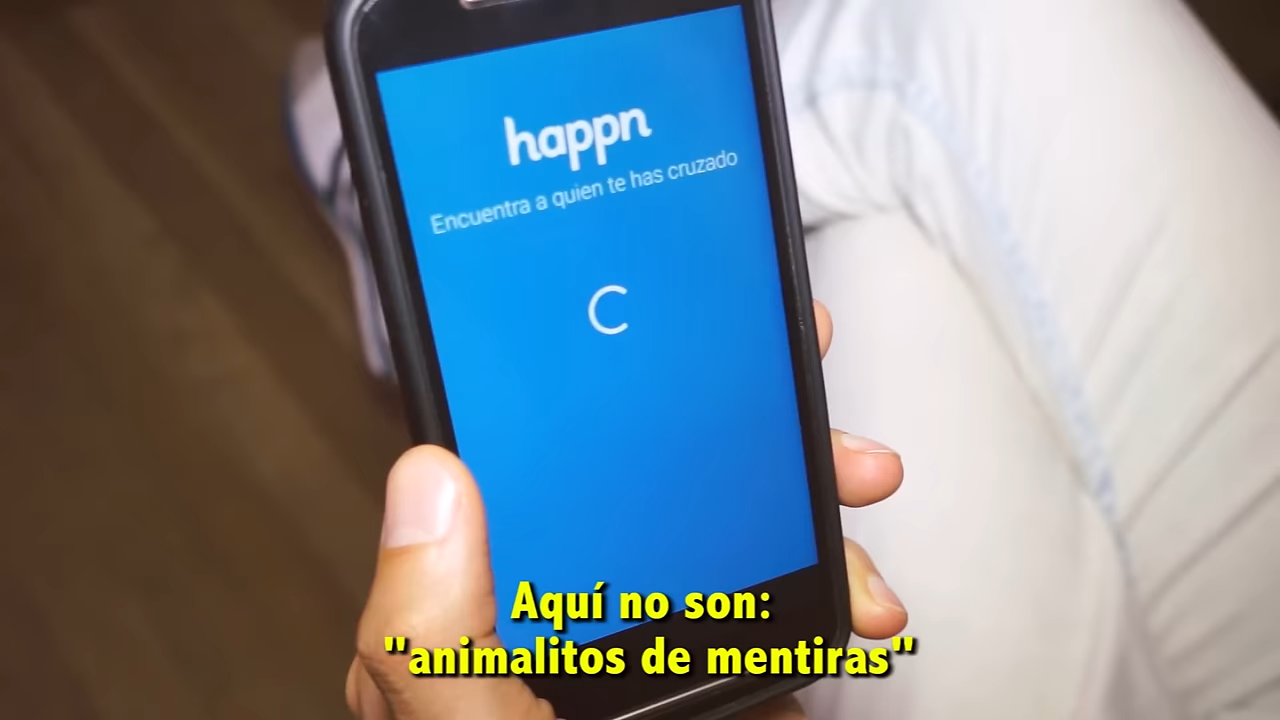 happn
Encuentra a quien te has cruzado
Aquí no son:
"animalitos de mentiras"